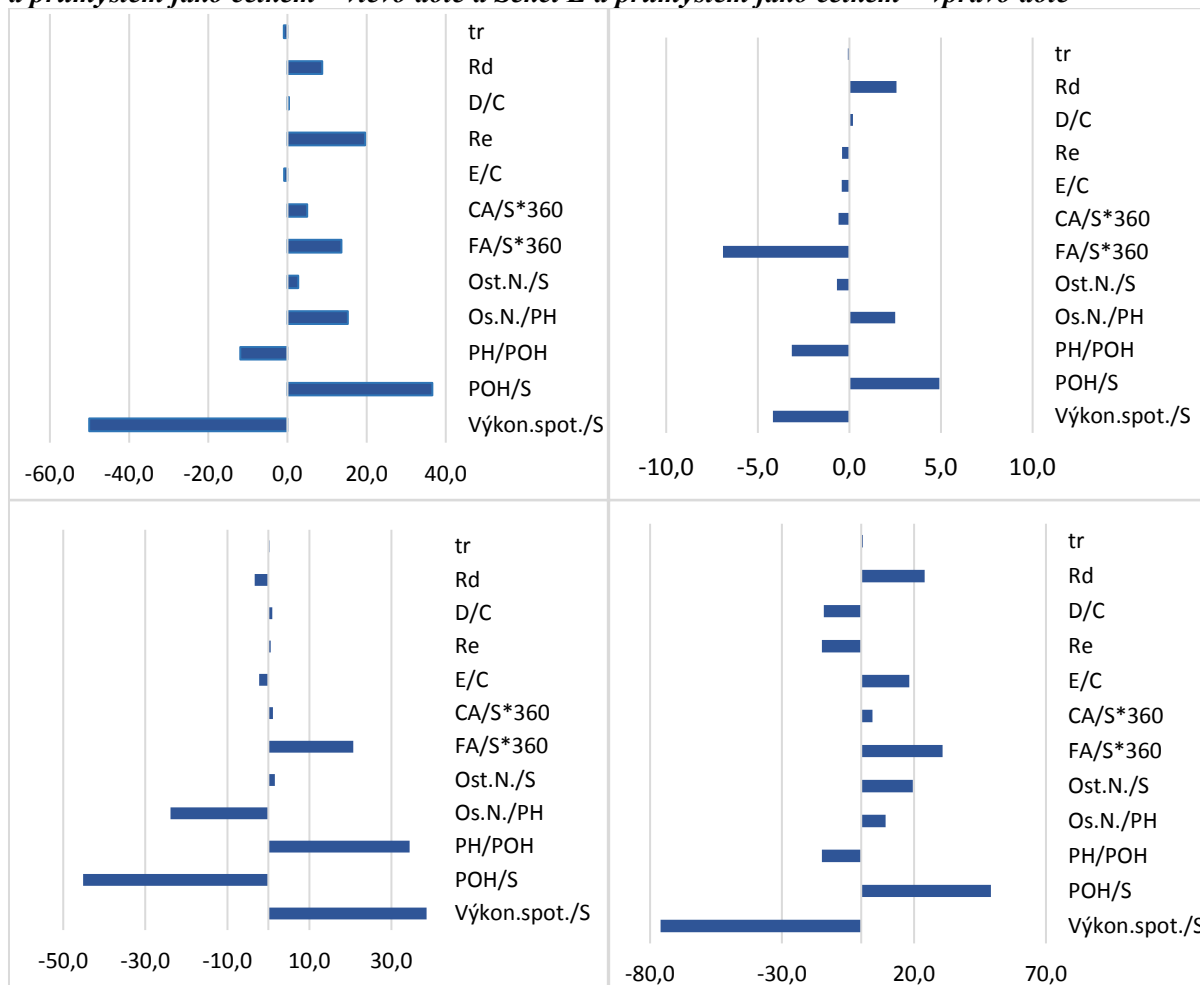 a průmyslem jako celkem – vlevo dole a Sekcí E a průmyslem jako celkem – vpravo dole
tr
Rd
D/C
Re
E/C
CA/S*360
FA/S*360
Ost.N./S
Os.N./PH
PH/POH
POH/S
Výkon.spot./S
-60,0 -40,0 -20,0 0,0 20,0 40,0
tr
Rd
D/C
Re
E/C
CA/S*360
FA/S*360
Ost.N./S
Os.N./PH
PH/POH
POH/S
Výkon.spot./S
-10,0 -5,0 0,0 5,0 10,0
tr
Rd
D/C
Re
E/C
CA/S*360
FA/S*360
Ost.N./S
Os.N./PH
PH/POH
POH/S
Výkon.spot./S
-50,0 -30,0 -10,0 10,0 30,0
tr
Rd
D/C
Re
E/C
CA/S*360
FA/S*360
Ost.N./S
Os.N./PH
PH/POH
POH/S
Výkon.spot./S
-80,0 -30,0 20,0 70,0